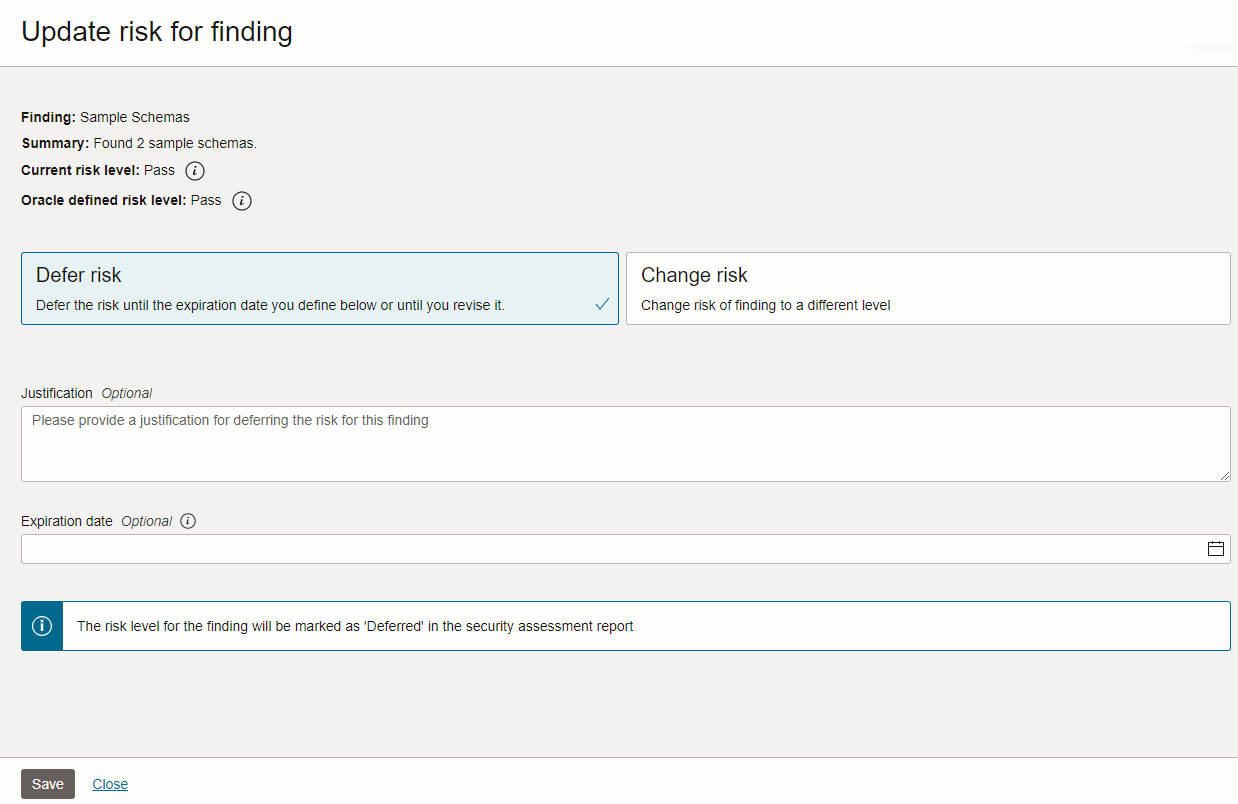 Update risk for finding
Finding: Sample Schemas
Summary: Found 2 sample schemas.
Current risk level: Pass
Oracle defined risk level: Pass
Defer risk
Defer the risk until the expiration date you define below or until you revise it.
Change risk
Change risk of finding to a different level
Justification Optional
Please provide a justification for deferring the risk for this finding
Expiration date Optional
The risk level for the finding will be marked as 'Deferred' in the security assessment report
Save Close